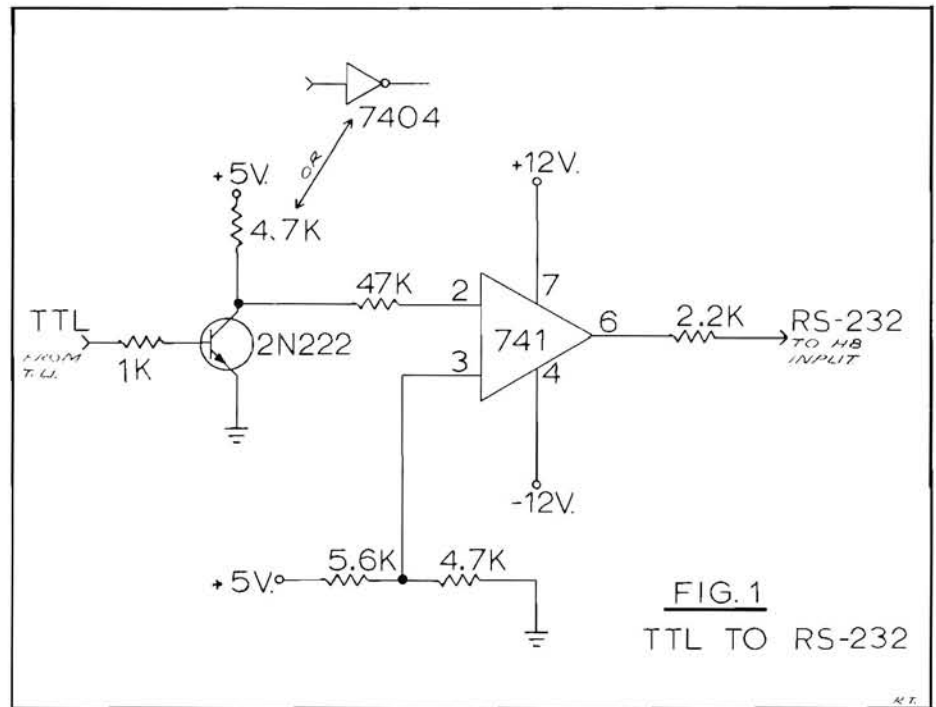 7404
OR
+5V.
4.7K
+12V.
47K
2
7
TTL
FROM
T.U.
1K
2N222
741
3
6
4
2.2K
RS-232
TO H8
INPUT
-12V.
+5V.
5.6K
4.7K
FIG. 1
TTL TO RS-232